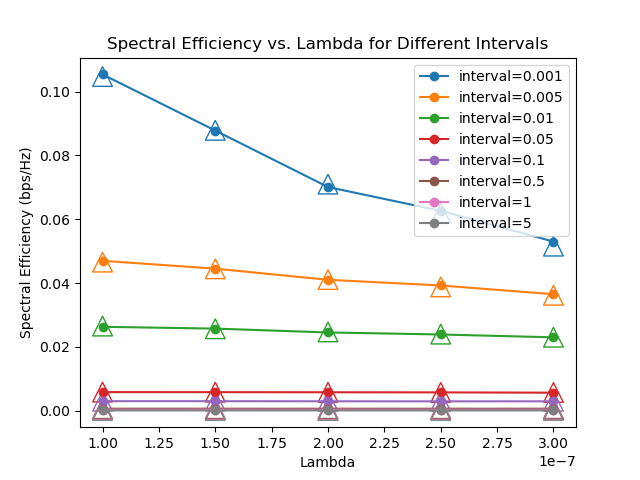 Spectral Efficiency vs. Lambda for Different Intervals
Spectral Efficiency (bps/Hz)
0.10
0.08
0.06
0.04
0.02
0.00
interval=0.001
interval=0.005
interval=0.01
interval=0.05
interval=0.1
interval=0.5
interval=1
interval=5
1.00 1.25 1.50 1.75 2.00 2.25 2.50 2.75 3.00
1e−7
Lambda